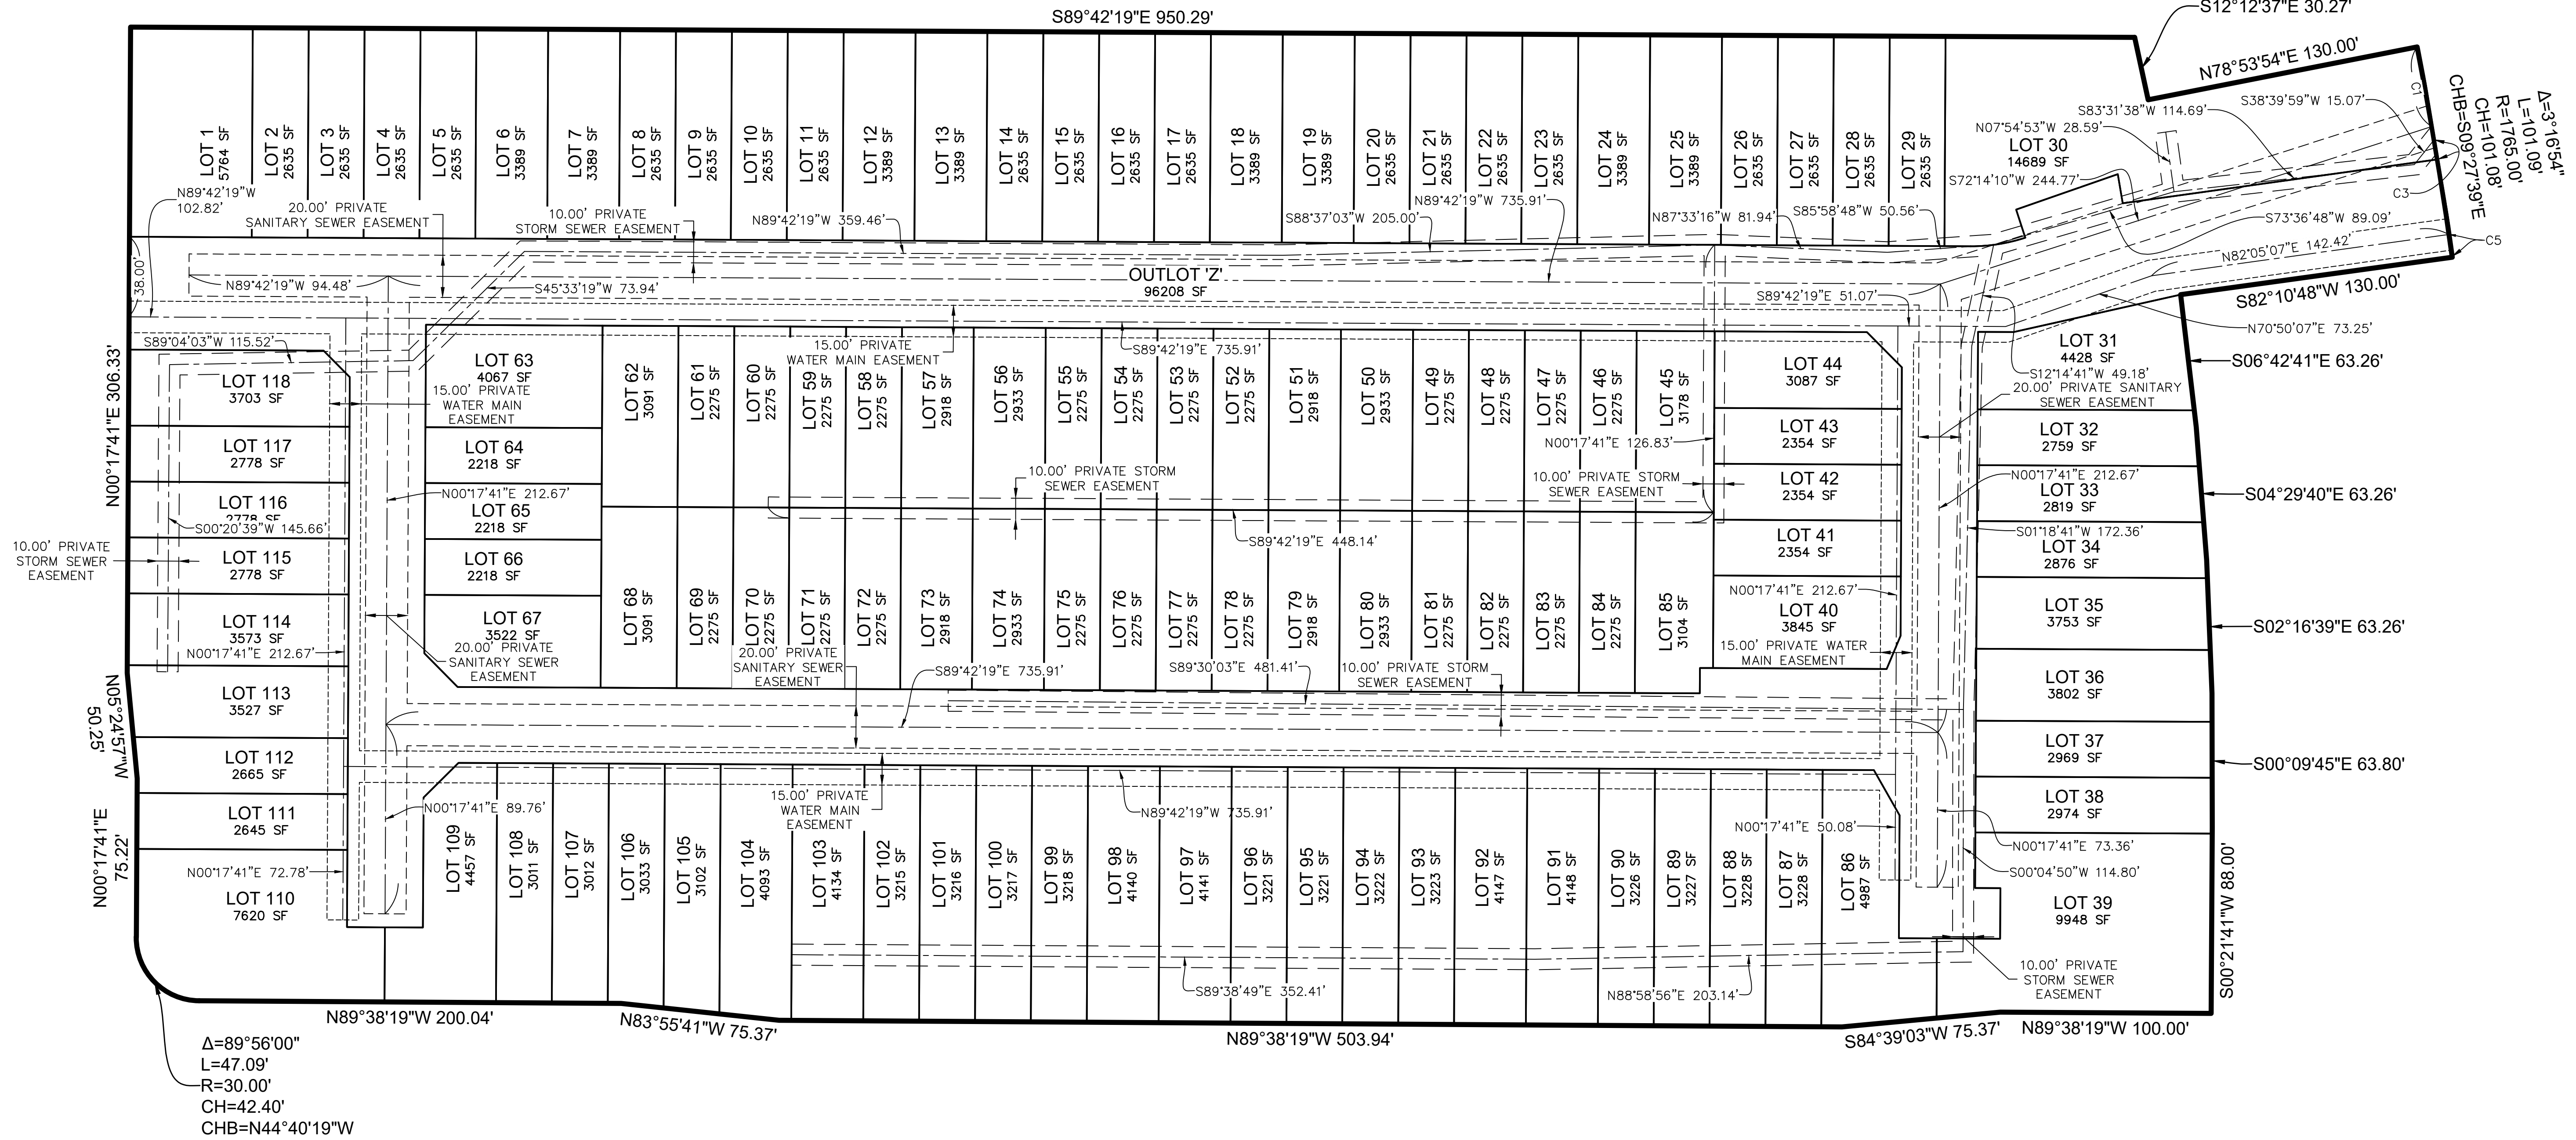 S89°42'19"E 950.29'
S12°12'37"E 30.27'
N78°53'54"E 130.00'
Δ=3°16'54"
L=101.09'
R=1765.00'
CH=101.08'
CHB=S09°27'39"E
C1
C3
C5
S83°31'38"W 114.69'
S38°39'59"W 15.07'
N07°54'53"W 28.59'
S72°14'10"W 244.77'
S73°36'48"W 89.09'
N82°05'07"E 142.42'
S82°10'48"W 130.00'
N70°50'07"E 73.25'
LOT 1
5764 SF
LOT 2
2635 SF
LOT 3
2635 SF
LOT 4
2635 SF
LOT 5
2635 SF
LOT 6
3389 SF
LOT 7
3389 SF
LOT 8
2635 SF
LOT 9
2635 SF
LOT 10
2635 SF
LOT 11
2635 SF
LOT 12
3389 SF
LOT 13
3389 SF
LOT 14
2635 SF
LOT 15
2635 SF
LOT 16
2635 SF
LOT 17
2635 SF
LOT 18
3389 SF
LOT 19
3389 SF
LOT 20
2635 SF
LOT 21
2635 SF
LOT 22
2635 SF
LOT 23
2635 SF
LOT 24
3389 SF
LOT 25
3389 SF
LOT 26
2635 SF
LOT 27
2635 SF
LOT 28
2635 SF
LOT 29
2635 SF
LOT 30
14689 SF
N89°42'19"W
102.82'
20.00' PRIVATE
SANITARY SEWER EASEMENT
10.00' PRIVATE
STORM SEWER EASEMENT
N89°42'19"W 359.46'
S88°37'03"W 205.00'
N89°42'19"W 735.91'
N87°33'16"W 81.94'
S85°58'48"W 50.56'
38.00'
N89°42'19"W 94.48'
S45°33'19"W 73.94'
OUTLOT 'Z'
96208 SF
S89°42'19"E 51.07'
S89°04'03"W 115.52'
15.00' PRIVATE
WATER MAIN EASEMENT
S89°42'19"E 735.91'
S12°14'41"W 49.18'
20.00' PRIVATE SANITARY
SEWER EASEMENT
N00°17'41"E 306.33'
LOT 118
3703 SF
LOT 117
2778 SF
LOT 116
2778 SF
S00°20'39"W 145.66'
LOT 115
2778 SF
LOT 114
3573 SF
N00°17'41"E 212.67'
LOT 113
3527 SF
LOT 112
2665 SF
LOT 111
2645 SF
N00°17'41"E 72.78'
LOT 110
7620 SF
10.00' PRIVATE
STORM SEWER
EASEMENT
N05°24'57"W
50.25'
N00°17'41"E
75.22'
LOT 63
4067 SF
15.00' PRIVATE
WATER MAIN
EASEMENT
LOT 64
2218 SF
N00°17'41"E 212.67'
LOT 65
2218 SF
LOT 66
2218 SF
LOT 67
3522 SF
20.00' PRIVATE
SANITARY SEWER
EASEMENT
LOT 62
3091 SF
LOT 61
2275 SF
LOT 60
2275 SF
LOT 59
2275 SF
LOT 58
2275 SF
LOT 57
2918 SF
LOT 56
2933 SF
LOT 55
2275 SF
LOT 54
2275 SF
LOT 53
2275 SF
LOT 52
2275 SF
LOT 51
2918 SF
LOT 50
2933 SF
LOT 49
2275 SF
LOT 48
2275 SF
LOT 47
2275 SF
LOT 46
2275 SF
LOT 45
3178 SF
N00°17'41"E 126.83'
10.00' PRIVATE STORM
SEWER EASEMENT
10.00' PRIVATE STORM
SEWER EASEMENT
S89°42'19"E 448.14'
LOT 44
3087 SF
LOT 43
2354 SF
LOT 42
2354 SF
LOT 41
2354 SF
N00°17'41"E 212.67'
LOT 40
3845 SF
15.00' PRIVATE WATER
MAIN EASEMENT
LOT 68
3091 SF
LOT 69
2275 SF
LOT 70
2275 SF
LOT 71
2275 SF
LOT 72
2275 SF
LOT 73
2918 SF
LOT 74
2933 SF
LOT 75
2275 SF
LOT 76
2275 SF
LOT 77
2275 SF
LOT 78
2275 SF
LOT 79
2918 SF
LOT 80
2933 SF
LOT 81
2275 SF
LOT 82
2275 SF
LOT 83
2275 SF
LOT 84
2275 SF
LOT 85
3104 SF
20.00' PRIVATE
SANITARY SEWER
EASEMENT
S89°42'19"E 735.91'
S89°30'03"E 481.41'
10.00' PRIVATE STORM
SEWER EASEMENT
LOT 31
4428 SF
LOT 32
2759 SF
N00°17'41"E 212.67'
LOT 33
2819 SF
S01°18'41"W 172.36'
LOT 34
2876 SF
LOT 35
3753 SF
LOT 36
3802 SF
LOT 37
2969 SF
LOT 38
2974 SF
N00°17'41"E 73.36'
S00°04'50"W 114.80'
LOT 39
9948 SF
S06°42'41"E 63.26'
S04°29'40"E 63.26'
S02°16'39"E 63.26'
S00°09'45"E 63.80'
S00°21'41"W 88.00'
N00°17'41"E 89.76'
15.00' PRIVATE
WATER MAIN
EASEMENT
N89°42'19"W 735.91'
N00°17'41"E 50.08'
LOT 109
4457 SF
LOT 108
3011 SF
LOT 107
3012 SF
LOT 106
3033 SF
LOT 105
3102 SF
LOT 104
4093 SF
LOT 103
4134 SF
LOT 102
3215 SF
LOT 101
3216 SF
LOT 100
3217 SF
LOT 99
3218 SF
LOT 98
4140 SF
LOT 97
4141 SF
LOT 96
3221 SF
LOT 95
3221 SF
LOT 94
3222 SF
LOT 93
3223 SF
LOT 92
4147 SF
LOT 91
4148 SF
LOT 90
3226 SF
LOT 89
3227 SF
LOT 88
3228 SF
LOT 87
3228 SF
LOT 86
4987 SF
S89°38'49"E 352.41'
N88°58'56"E 203.14'
10.00' PRIVATE
STORM SEWER
EASEMENT
N89°38'19"W 200.04'
N83°55'41"W 75.37'
N89°38'19"W 503.94'
S84°39'03"W 75.37'
N89°38'19"W 100.00'
Δ=89°56'00"
L=47.09'
R=30.00'
CH=42.40'
CHB=N44°40'19"W